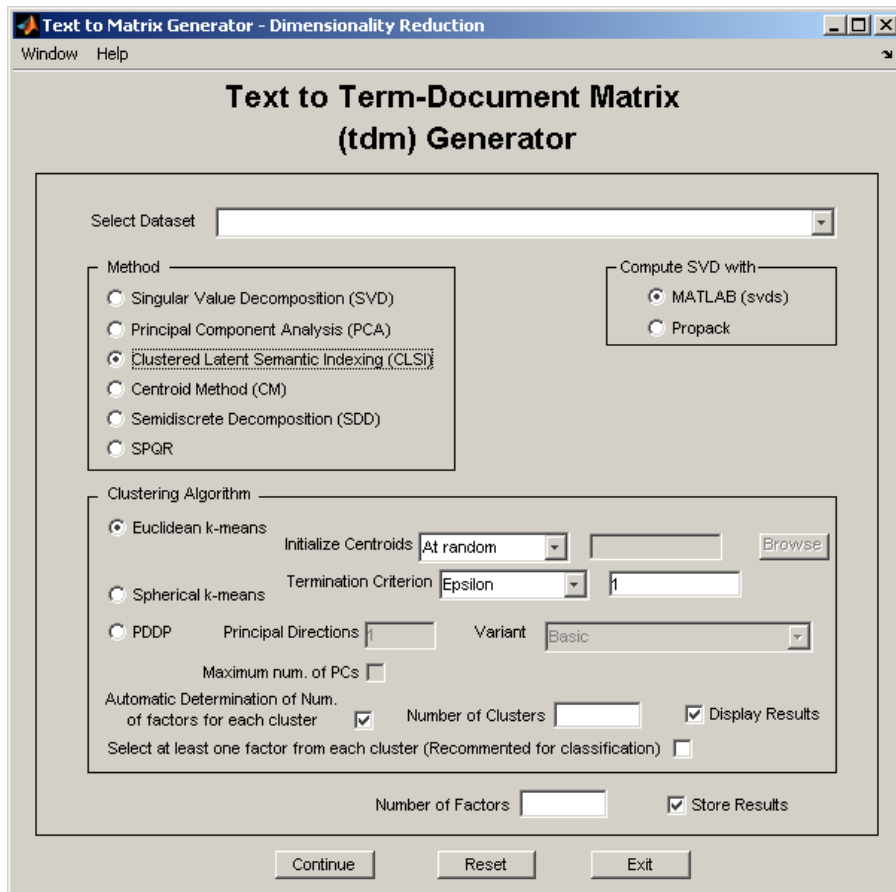 Text to Matrix Generator - Dimensionality Reduction
Window Help
Text to Term-Document Matrix
(tdm) Generator
Select Dataset
Method
Singular Value Decomposition (SVD)
Principal Component Analysis (PCA)
Clustered Latent Semantic Indexing (CLSI)
Centroid Method (CM)
Semidiscrete Decomposition (SDD)
SPQR
Compute SVD with
MATLAB (svds)
Propack
Clustering Algorithm
Euclidean k-means
Initialize Centroids At random Browse
Termination Criterion Epsilon 1
Spherical k-means
PDDP Principal Directions 1 Variant Basic
Maximum num. of PCs
Automatic Determination of Num.
of factors for each cluster
Number of Clusters Display Results
Select at least one factor from each cluster (Recommented for classification)
Number of Factors Store Results
Continue Reset Exit